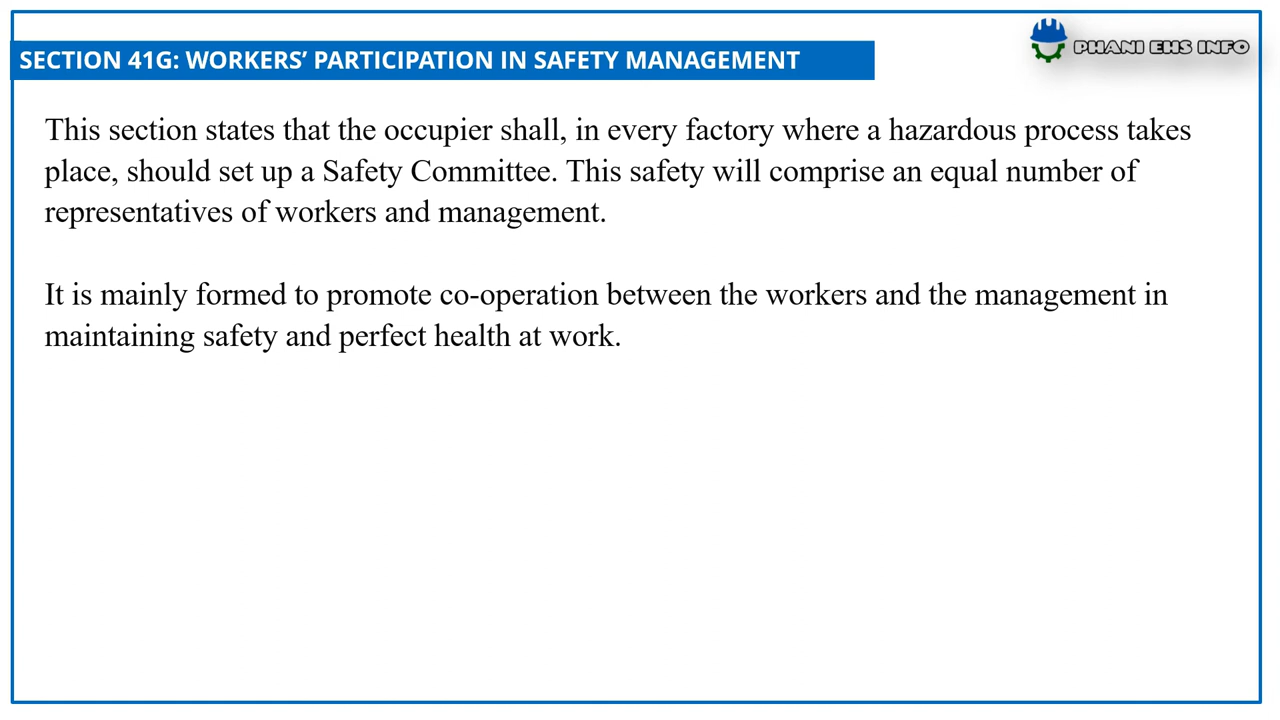 PHANI EHS INFO
SECTION 41G: WORKERS’ PARTICIPATION IN SAFETY MANAGEMENT
This section states that the occupier shall, in every factory where a hazardous process takes
place, should set up a Safety Committee. This safety will comprise an equal number of
representatives of workers and management.
It is mainly formed to promote co-operation between the workers and the management in
maintaining safety and perfect health at work.